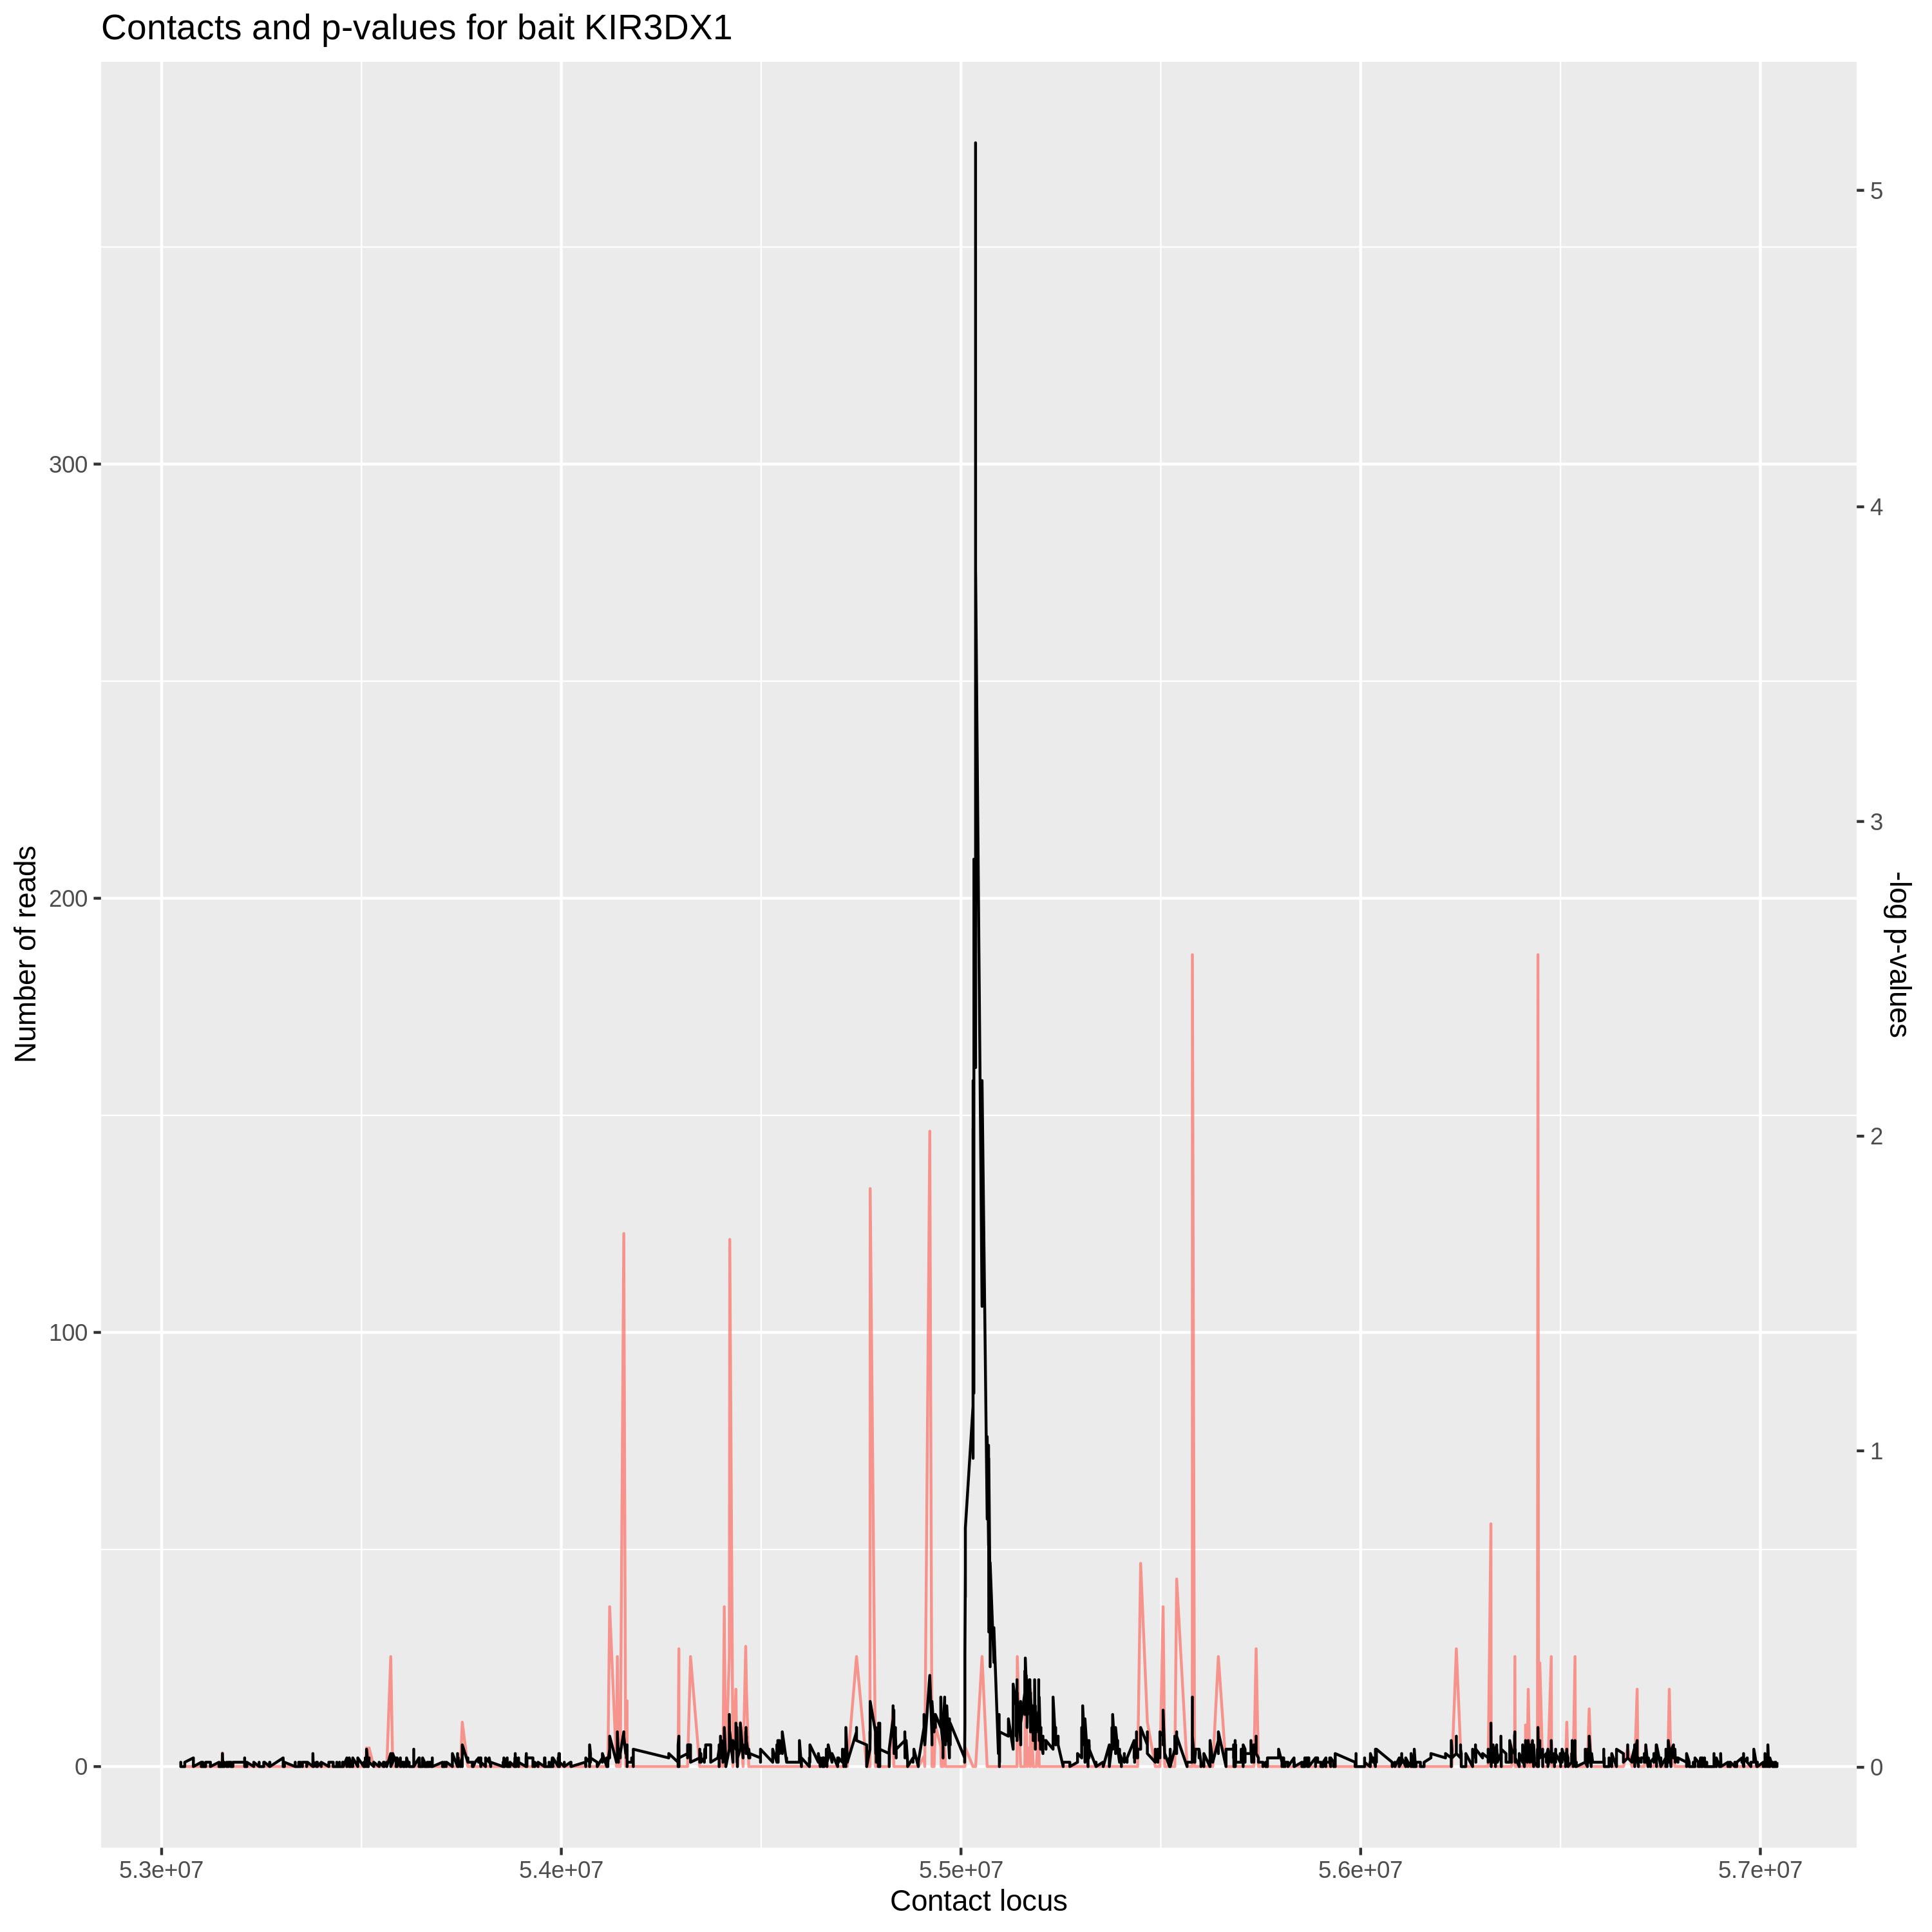 Contacts and p-values for bait KIR3DX1
Number of reads
300
200
100
0
5
4
3
2
1
0
-log p-values
5.3e+07
5.4e+07
5.5e+07
5.6e+07
5.7e+07
Contact locus